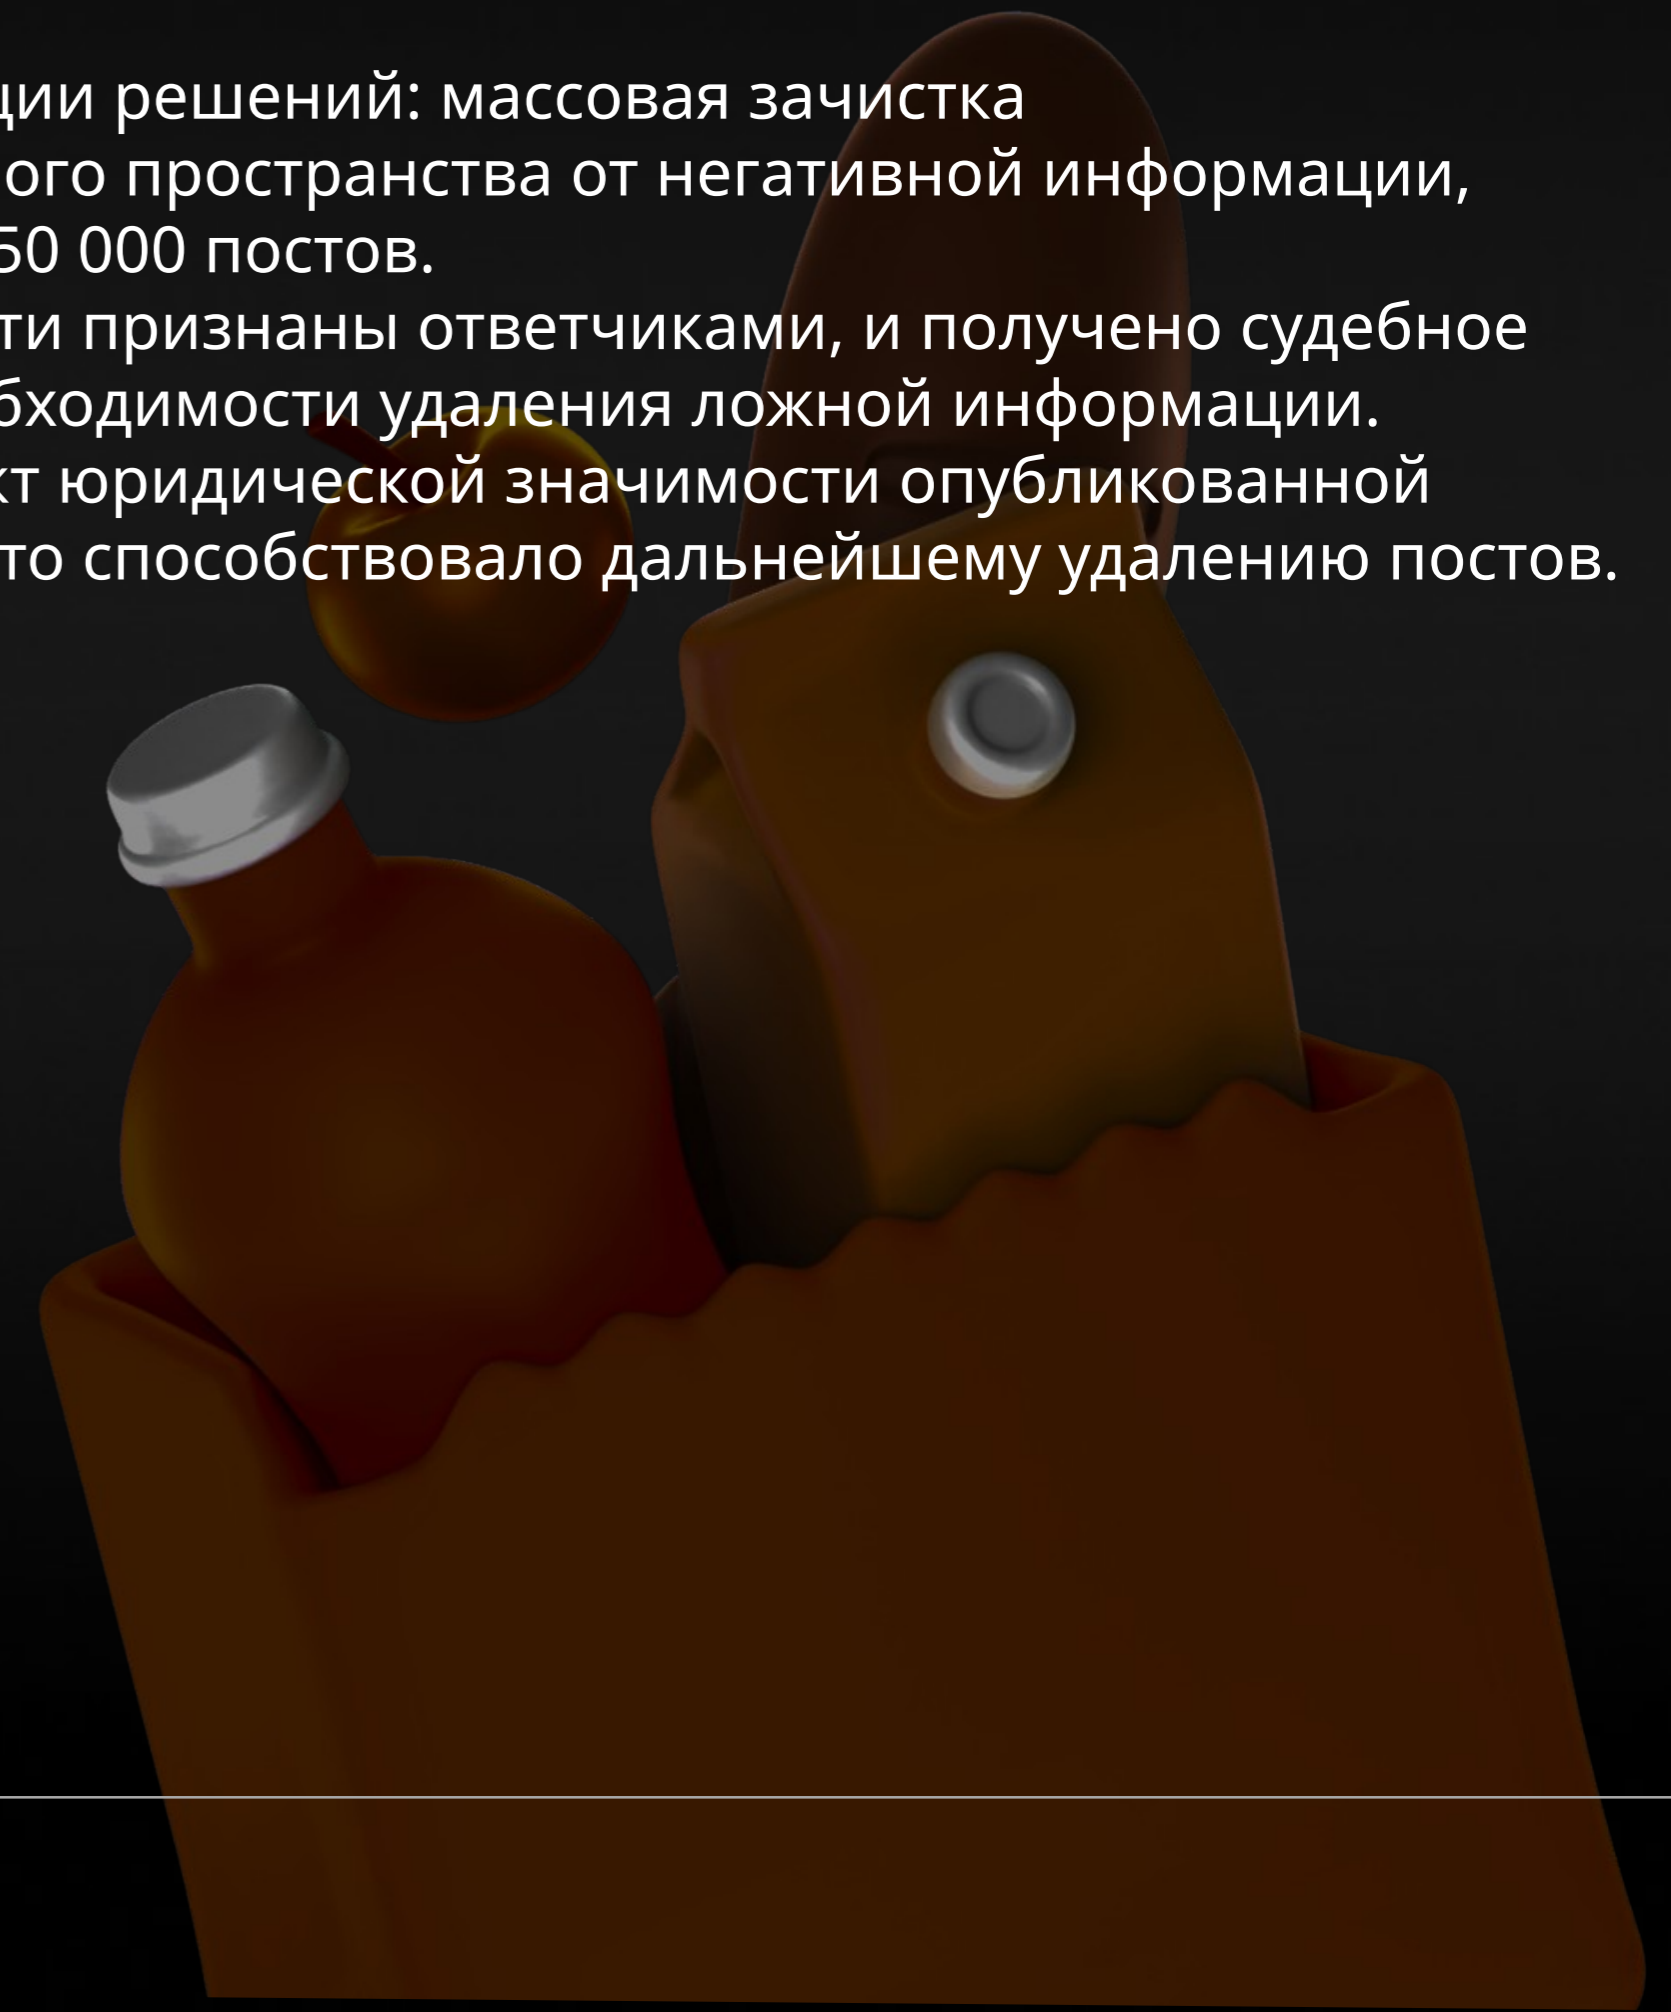 ции решений: массовая зачистка
ого пространства от негативной информации,
50 000 постов.
ти признаны ответчиками, и получено судебное
бходимости удаления ложной информации.
кт юридической значимости опубликованной
то способствовало дальнейшему удалению постов.